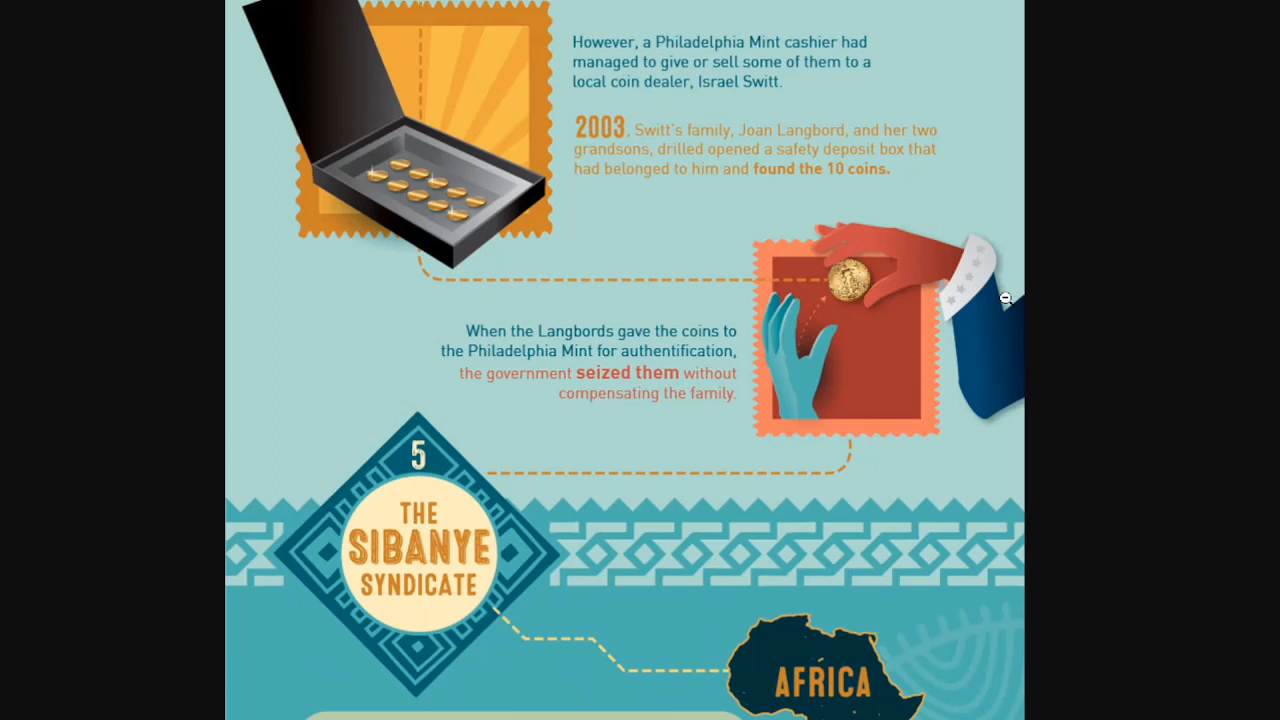 However, a Philadelphia Mint cashier had
managed to give or sell some of them to a
local coin dealer, Israel Switt.
2003, Switt's family, Joan Langbord, and her two
grandsons, drilled opened a safety deposit box that
had belonged to him and found the 10 coins.
When the Langbords gave the coins to
the Philadelphia Mint for authentification,
the government seized them without
compensating the family.
5
THE
SIBANYE
SYNDICATE
AFRICA